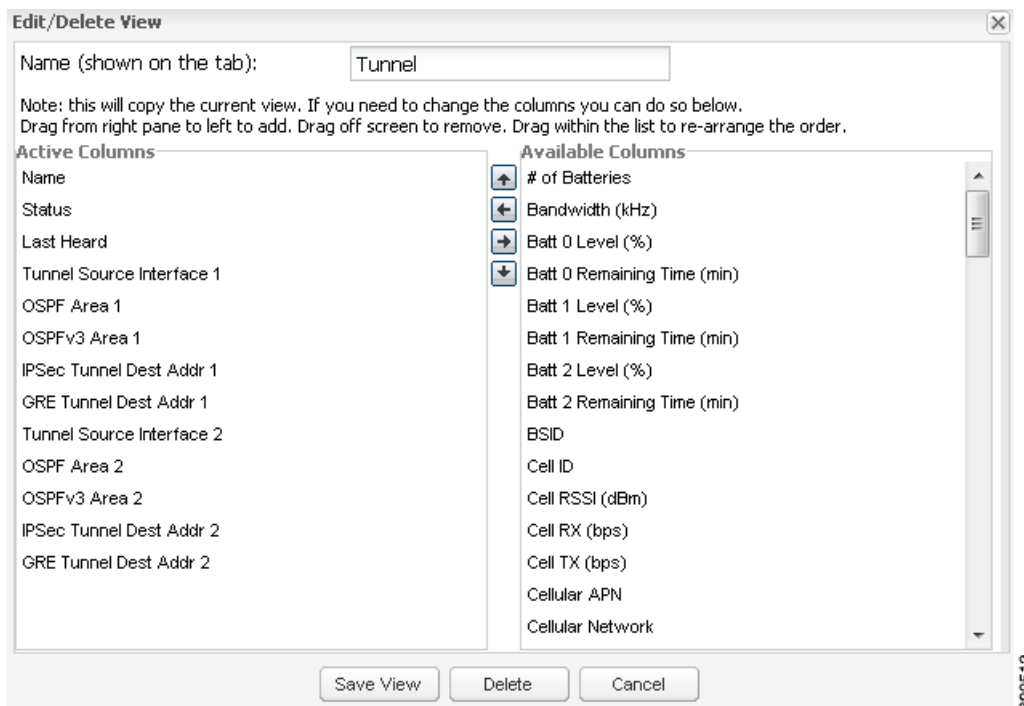 Edit/Delete View
Name (shown on the tab):
Tunnel
Note: this will copy the current view. If you need to change the columns you can do so below.
Drag from right pane to left to add. Drag off screen to remove. Drag within the list to re-arrange the order.
Active Columns
Name
Status
Last Heard
Tunnel Source Interface 1
OSPF Area 1
OSPFv3 Area 1
IPSec Tunnel Dest Addr 1
GRE Tunnel Dest Addr 1
Tunnel Source Interface 2
OSPF Area 2
OSPFv3 Area 2
IPSec Tunnel Dest Addr 2
GRE Tunnel Dest Addr 2
Available Columns
# of Batteries
Bandwidth (kHz)
Batt 0 Level (%)
Batt 0 Remaining Time (min)
Batt 1 Level (%)
Batt 1 Remaining Time (min)
Batt 2 Level (%)
Batt 2 Remaining Time (min)
BSID
Cell ID
Cell RSSI (dBm)
Cell RX (bps)
Cell TX (bps)
Cellular APN
Cellular Network
Save View
Delete
Cancel